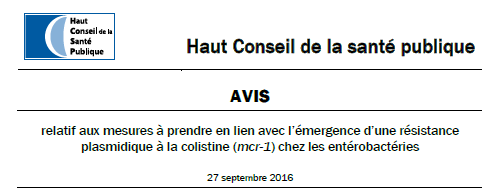 Haut
Conseil de la
Santé
Publique
Haut Conseil de la santé publique
AVIS
relatif aux mesures à prendre en lien avec l'émergence d'une résistance
plasmidique à la colistine (mcr-1) chez les entérobactéries
27 septembre 2016